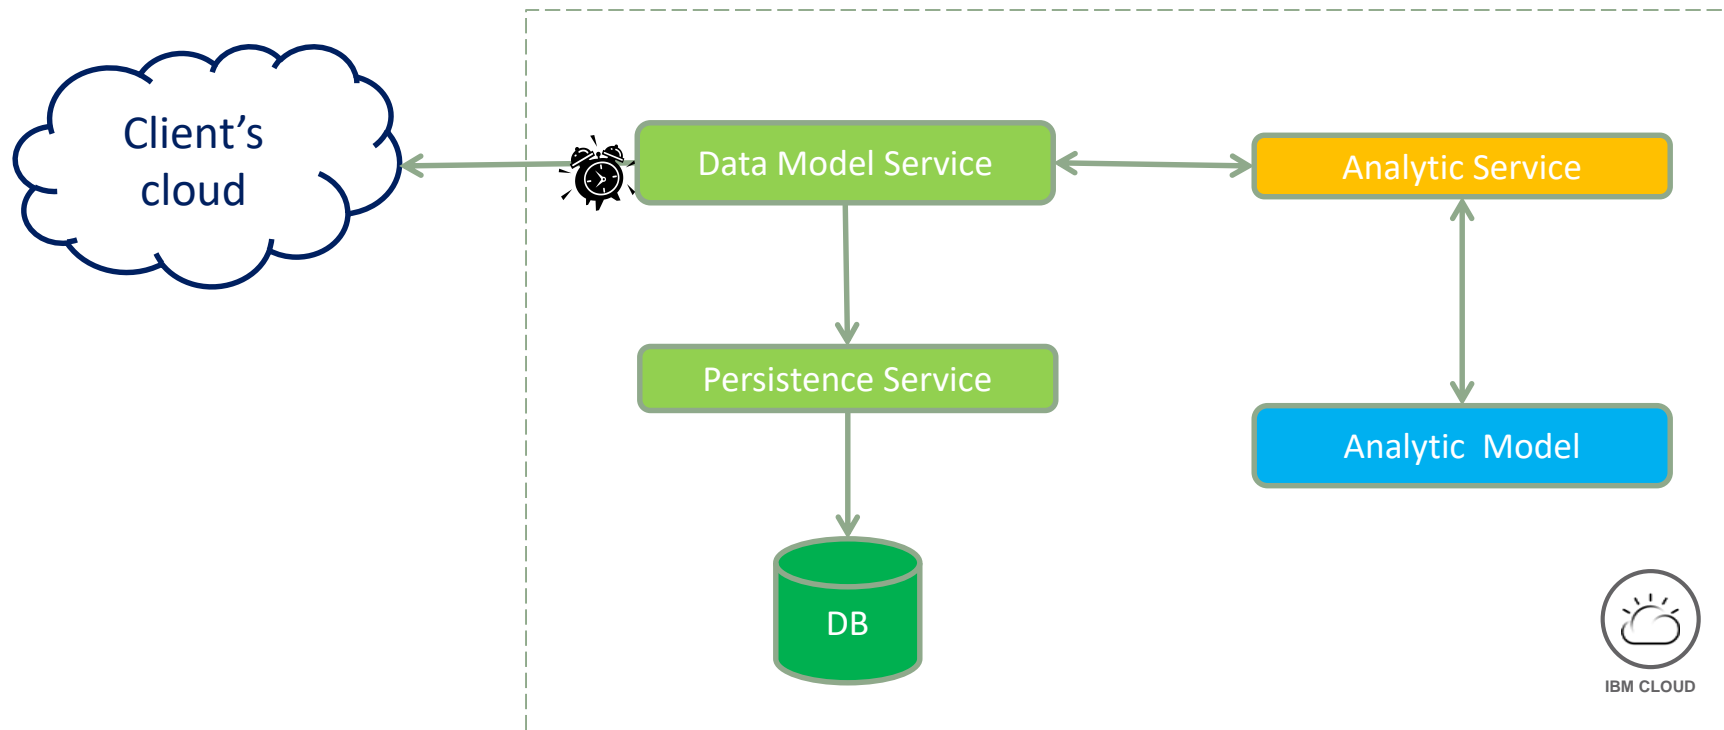 Client’s
cloud
Data Model Service
Analytic Service
Persistence Service
Analytic  Model
DB
IBM CLOUD